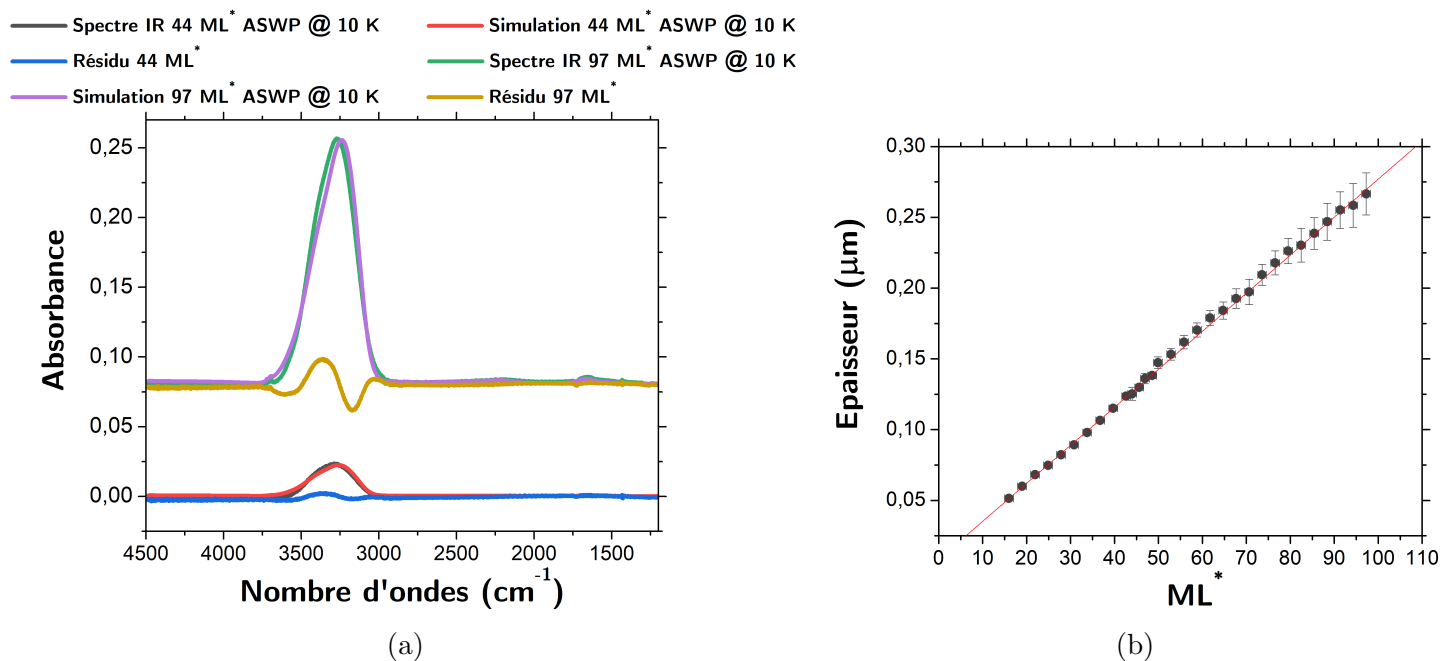 Spectre IR 44 ML* ASWP @ 10 K
Simulation 44 ML* ASWP @ 10 K
Résidu 44 ML*
Spectre IR 97 ML* ASWP @ 10 K
Simulation 97 ML* ASWP @ 10 K
Résidu 97 ML*
0,25
0,20
0,15
0,10
0,05
0,00
Absorbance
4500 4000 3500 3000 2500 2000 1500
Nombre d'ondes (cm-1)
(a)
0,30
0,25
0,20
0,15
0,10
0,05
Epaisseur (μm)
0 10 20 30 40 50 60 70 80 90 100 110
ML*
(b)